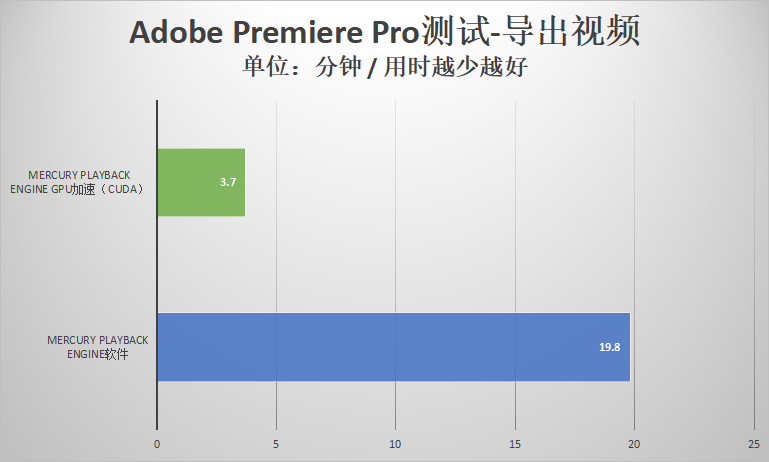 Adobe Premiere Pro测试-导出视频
单位：分钟 / 用时越少越好
MERCURY PLAYBACK
ENGINE GPU加速（CUDA）
3.7
MERCURY PLAYBACK
ENGINE软件
19.8
0 5 10 15 20 25